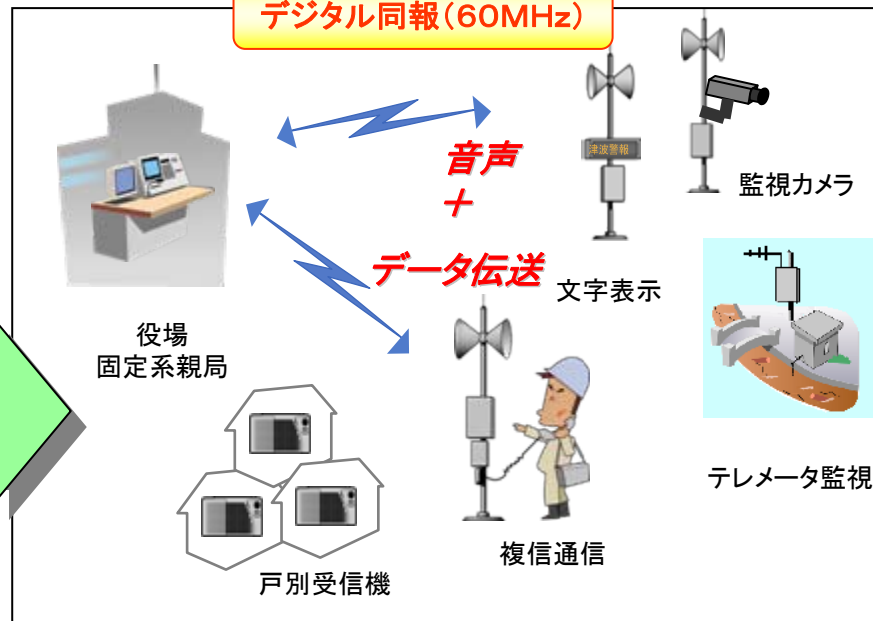 デジタル同報(60MHz)
音声
+
データ伝送
津波警報
監視カメラ
文字表示
役場
固定系親局
テレメータ監視
複信通信
戸別受信機